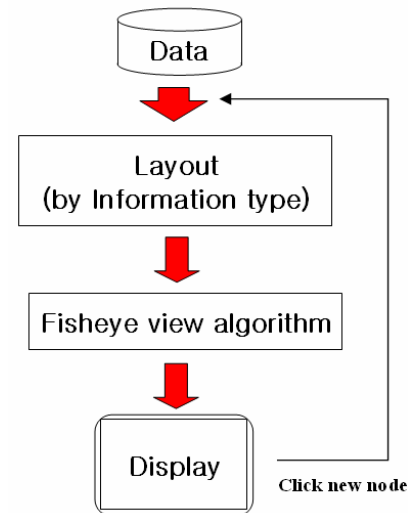 Data
Layout
(by Information type)
Fisheye view algorithm
Display
Click new node